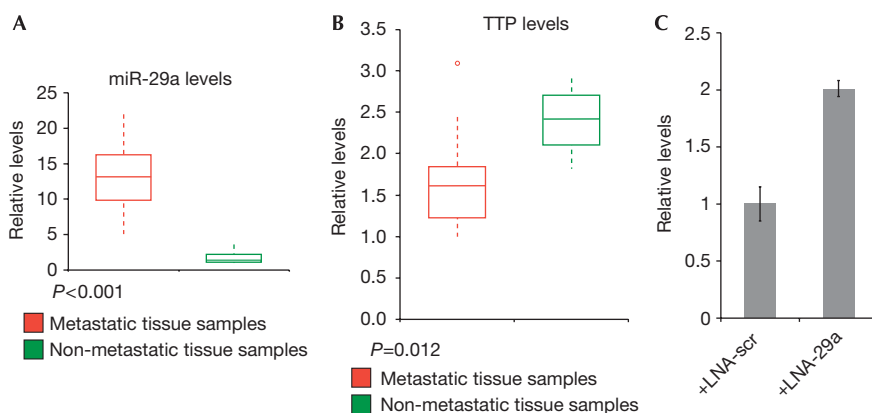 A
miR-29a levels
Relative levels
25
20
15
10
5
0
P<0.001
Metastatic tissue samples
Non-metastatic tissue samples
B
TTP levels
Relative levels
3.5
3.0
2.5
2.0
1.5
1.0
0.5
0.0
P=0.012
Metastatic tissue samples
Non-metastatic tissue samples
C
Relative levels
2.5
2
1.5
1
0.5
0
+LNA-scr
+LNA-29a